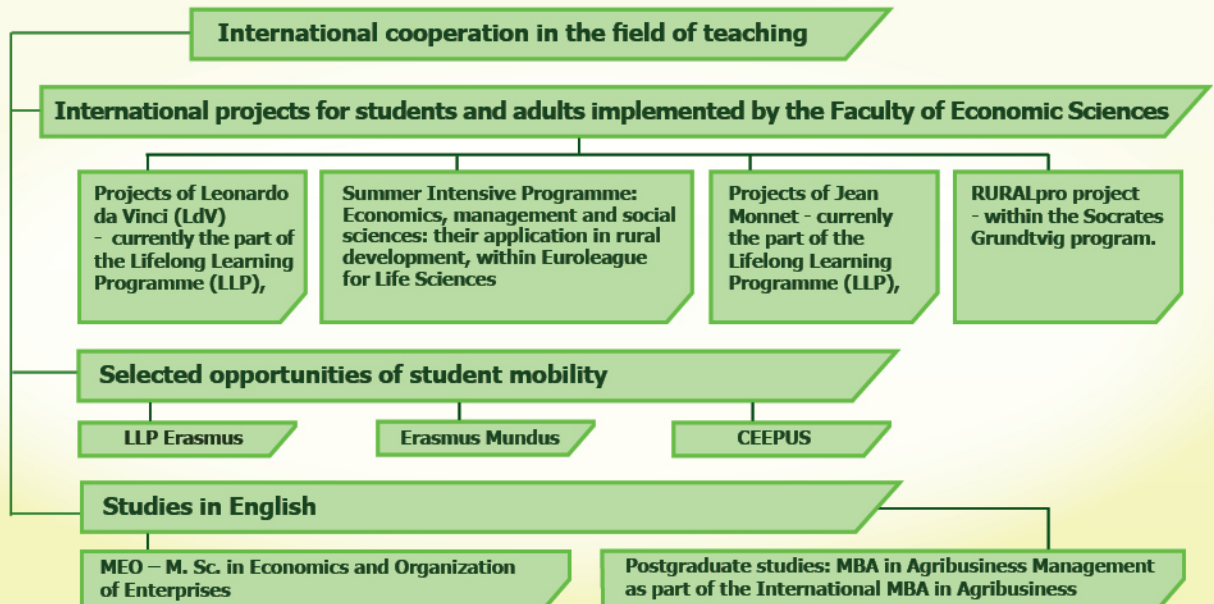 International cooperation in the field of teaching
International projects for students and adults implemented by the Faculty of Economic Sciences
Projects of Leonardo
da Vinci (LdV)
- currently the part of
the Lifelong Learning
Programme (LLP),
Summer Intensive Programme:
Economics, management and social
sciences: their application in rural
development, within Euroleague
for Life Sciences
Projects of Jean
Monnet - currenly
the part of the
Lifelong Learning
Programme (LLP),
RURALpro project
- within the Socrates
Grundtvig program.
Selected opportunities of student mobility
LLP Erasmus
Erasmus Mundus
CEEPUS
Studies in English
MEO – M. Sc. in Economics and Organization
of Enterprises
Postgraduate studies: MBA in Agribusiness Management
as part of the International MBA in Agribusiness